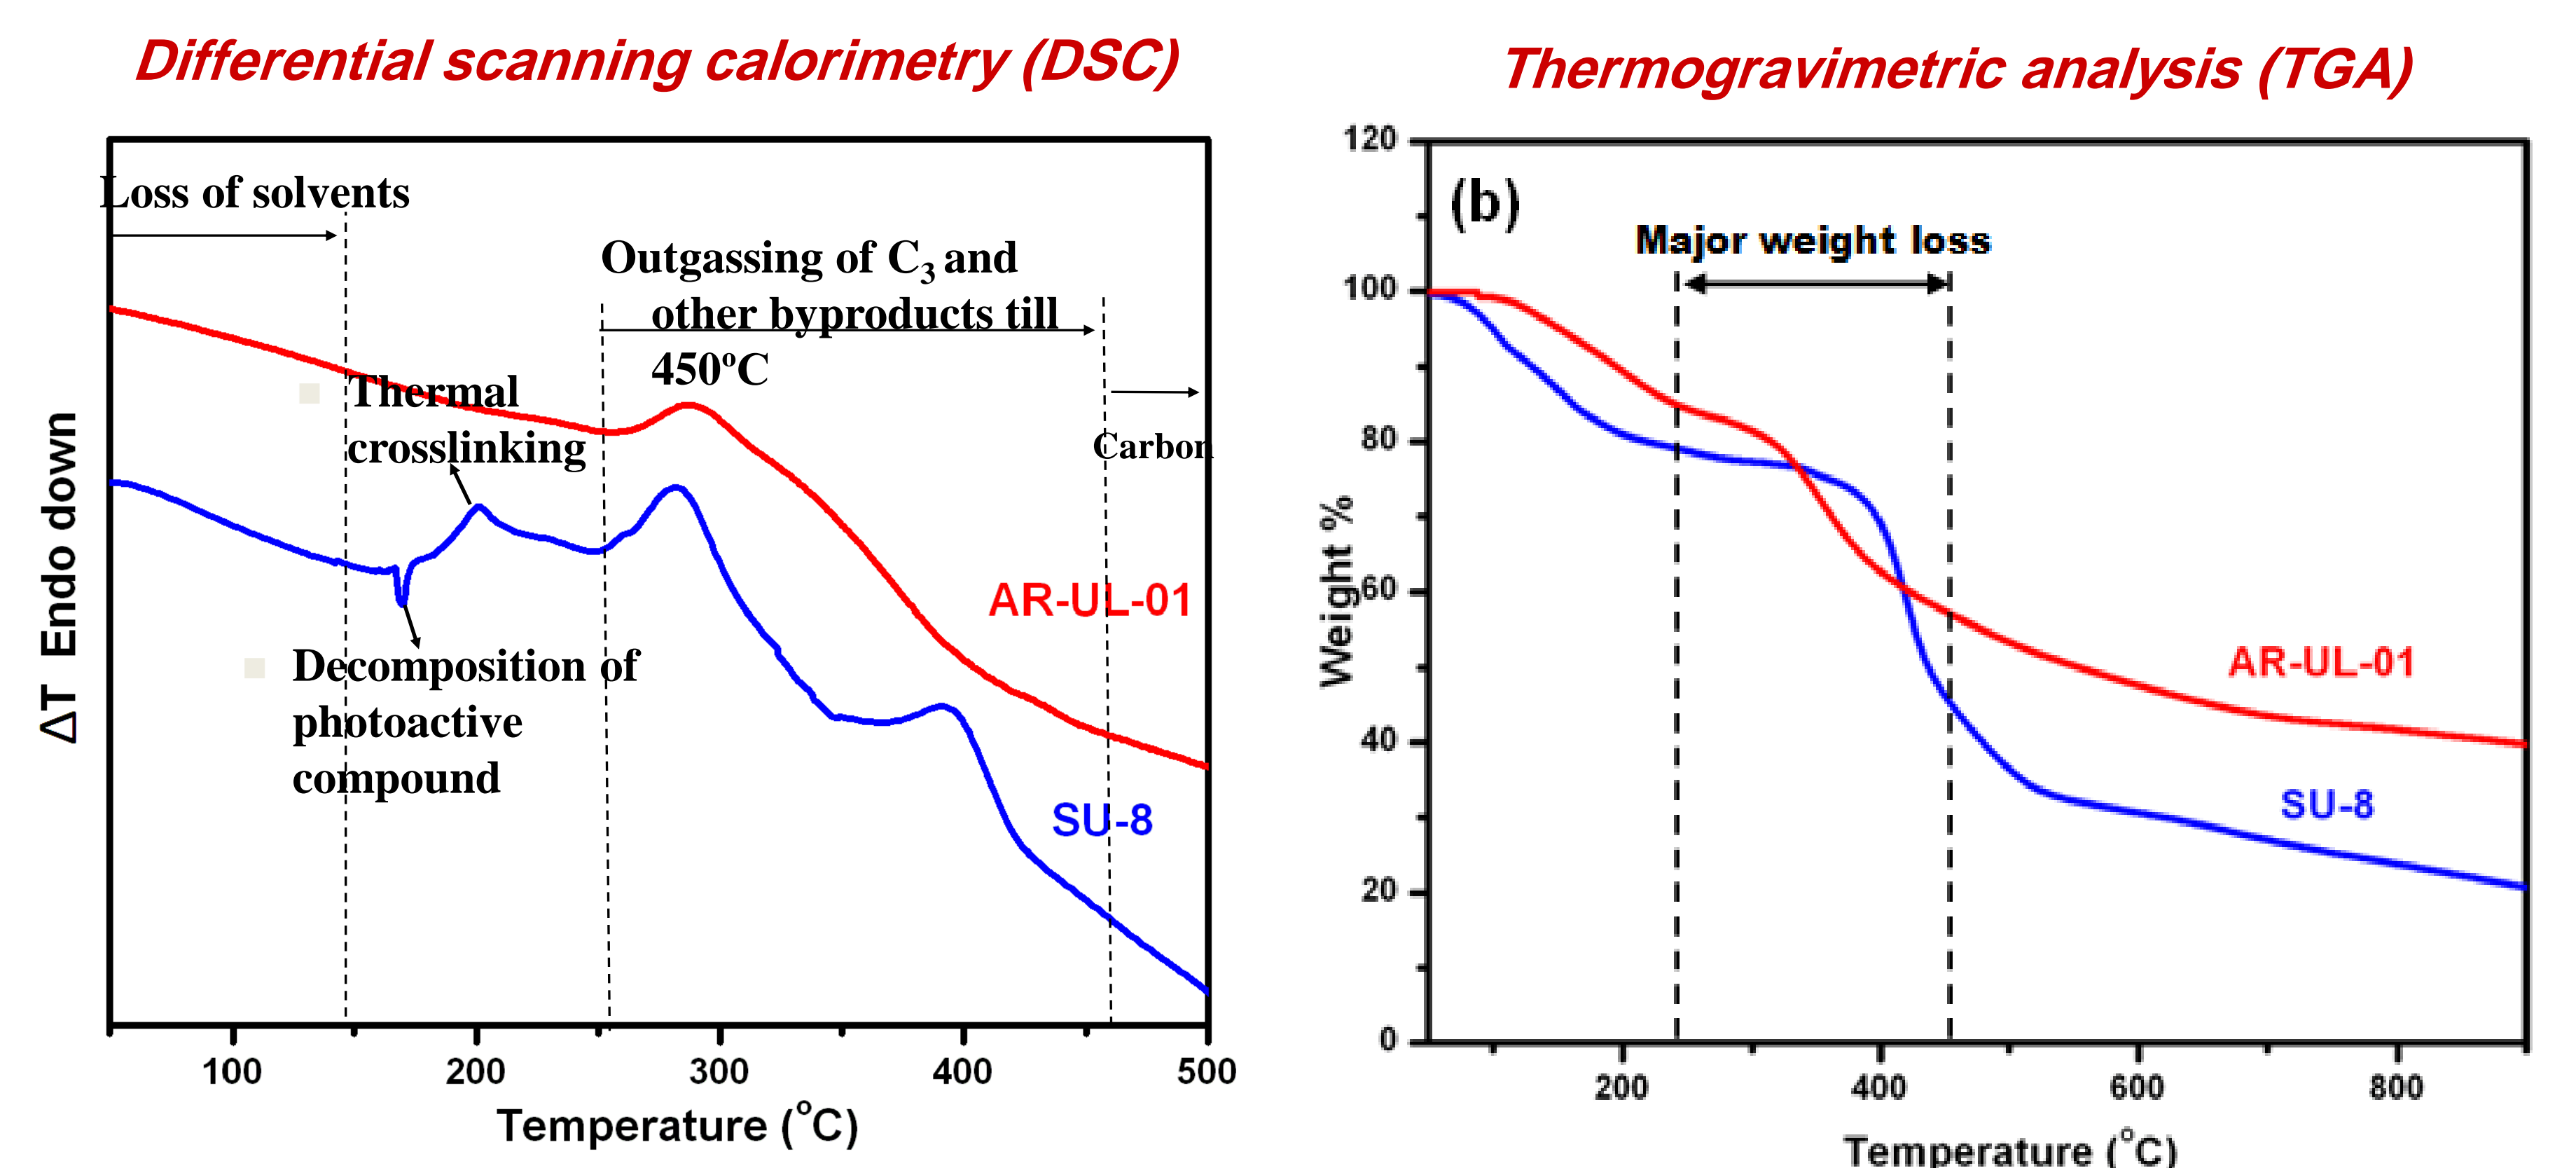 Differential scanning calorimetry (DSC)
Loss of solvents
Outgassing of C₃ and
other byproducts till
450ºC
Thermal
crosslinking
Carbon
AR-UL-01
Decomposition of
photoactive
compound
SU-8
ΔT Endo down
100 200 300 400 500
Temperature (°C)
Thermogravimetric analysis (TGA)
(b)
Major weight loss
120
100
80
60
40
20
0
Weight %
AR-UL-01
SU-8
200 400 600 800
Temperature (°C)